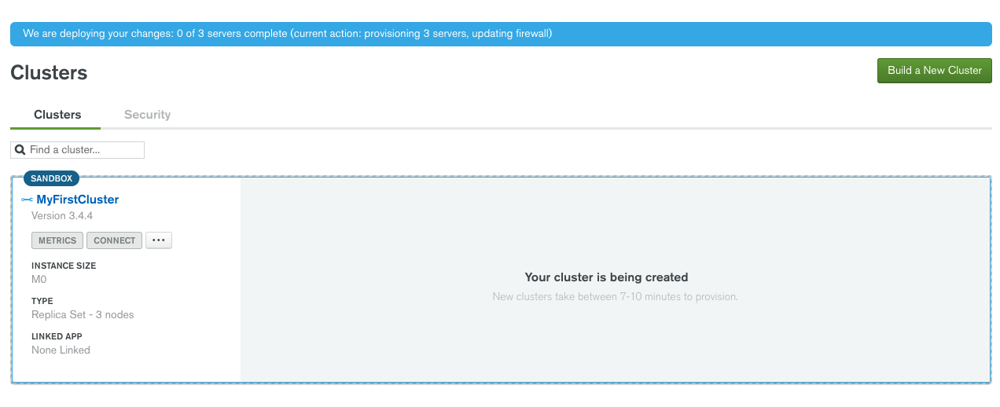 We are deploying your changes: 0 of 3 servers complete (current action: provisioning 3 servers, updating firewall)
Clusters
Build a New Cluster
Clusters
Security
Find a cluster...
SANDBOX
MyFirstCluster
Version 3.4.4
METRICS
CONNECT
...
INSTANCE SIZE
M0
TYPE
Replica Set - 3 nodes
LINKED APP
None Linked
Your cluster is being created
New clusters take between 7-10 minutes to provision.